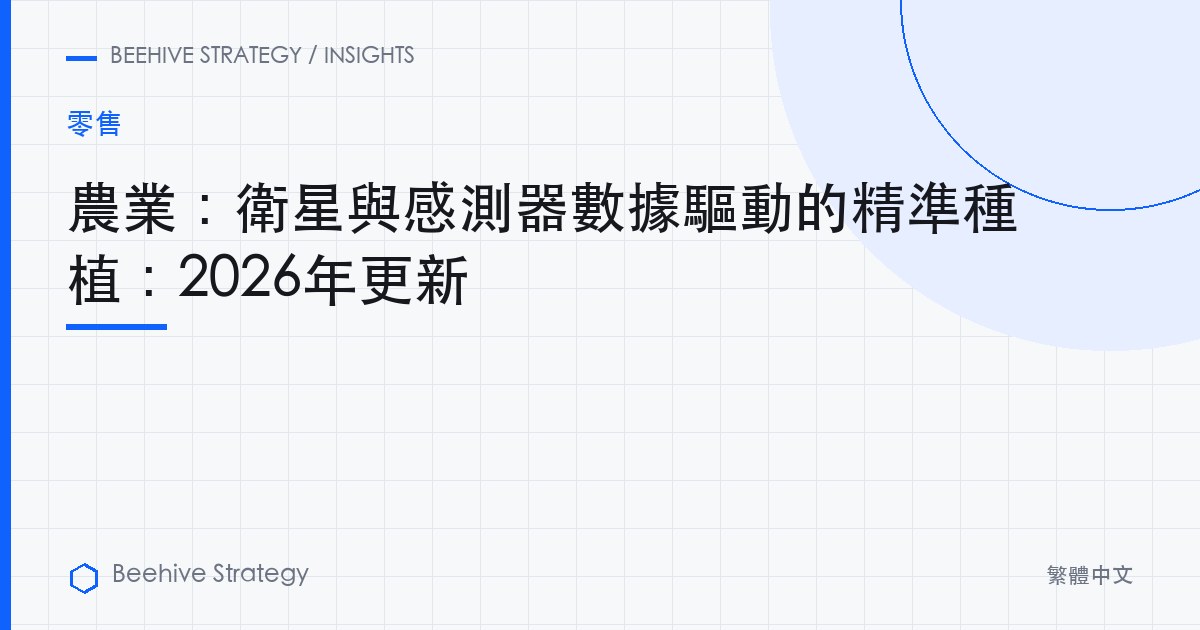 BEEHIVE STRATEGY / INSIGHTS
零售
農業：衛星與感測器數據驅動的精準種
植：2026年更新
Beehive Strategy
繁體中文